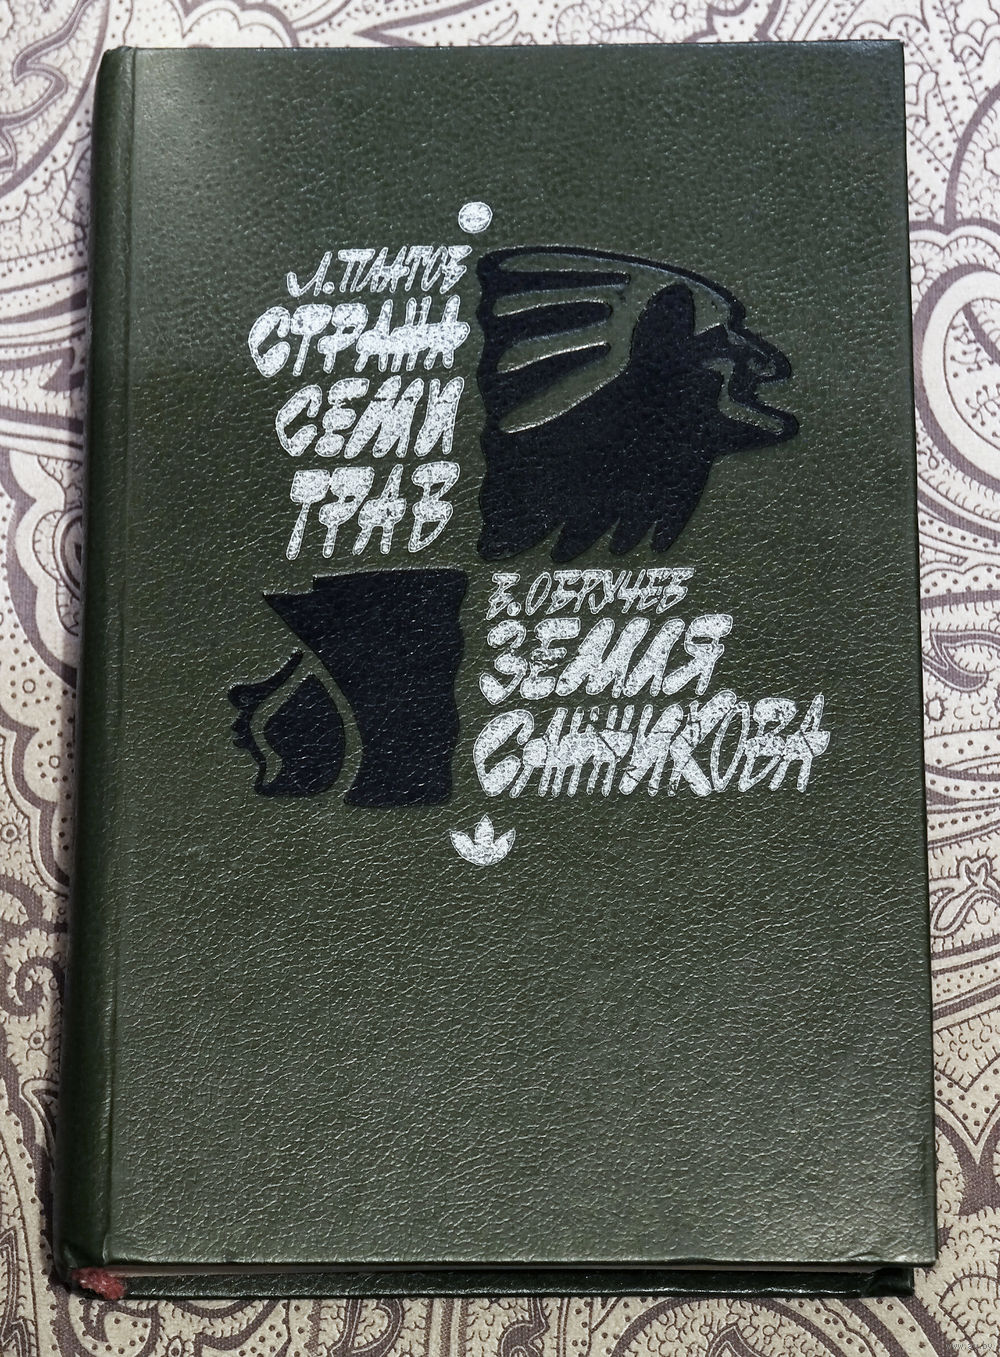 Л.ПЛАТОВ
СТРАНА
СЕМИ
ТРАВ
В.ОБРУЧЕВ
ЗЕМЛЯ
САННИКОВА